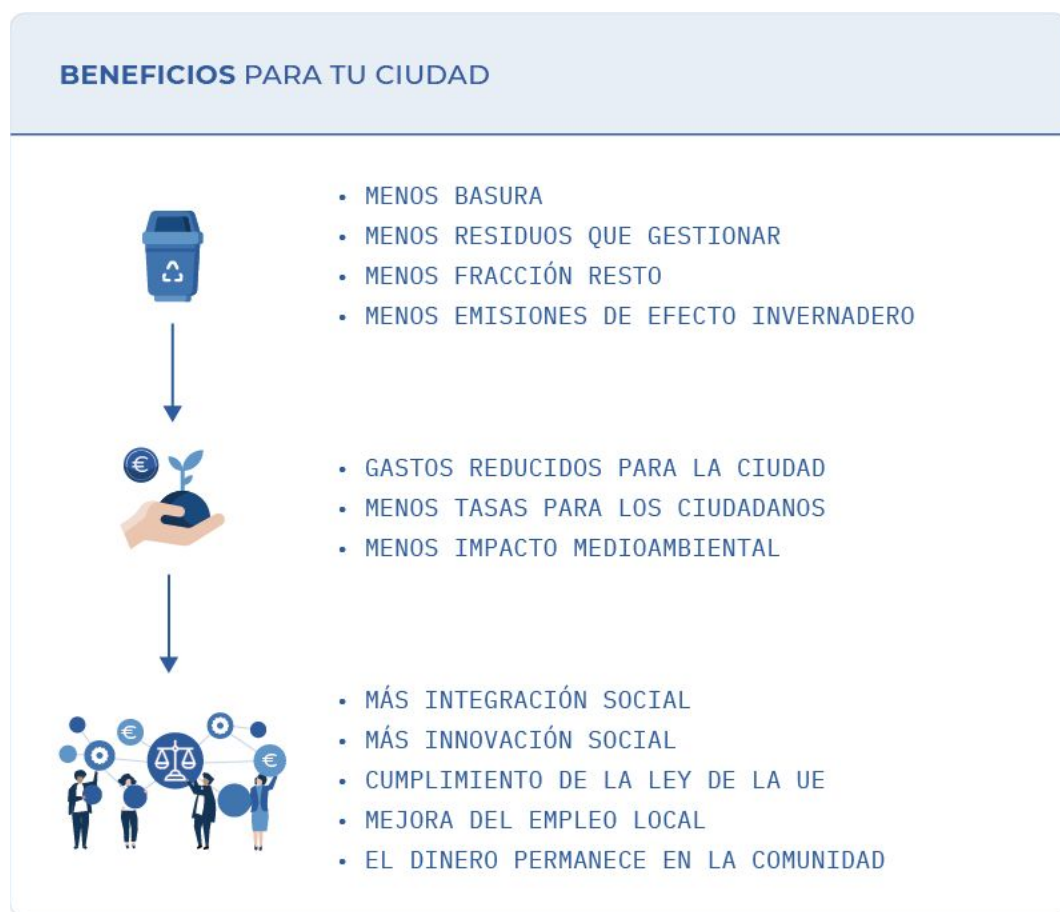 BENEFICIOS PARA TU CIUDAD
• MENOS BASURA
• MENOS RESIDUOS QUE GESTIONAR
• MENOS FRACCIÓN RESTO
• MENOS EMISIONES DE EFECTO INVERNADERO
€
• GASTOS REDUCIDOS PARA LA CIUDAD
• MENOS TASAS PARA LOS CIUDADANOS
• MENOS IMPACTO MEDIOAMBIENTAL
€
€
• MÁS INTEGRACIÓN SOCIAL
• MÁS INNOVACIÓN SOCIAL
• CUMPLIMIENTO DE LA LEY DE LA UE
• MEJORA DEL EMPLEO LOCAL
• EL DINERO PERMANECE EN LA COMUNIDAD